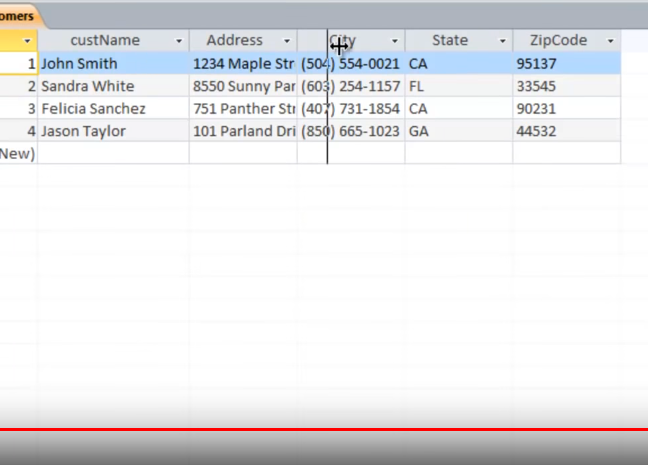 omers
custName Address City State ZipCode
1 John Smith 1234 Maple Str (504) 554-0021 CA 95137
2 Sandra White 8550 Sunny Par (603) 254-1157 FL 33545
3 Felicia Sanchez 751 Panther Str (407) 731-1854 CA 90231
4 Jason Taylor 101 Parland Dri (850) 665-1023 GA 44532
New)